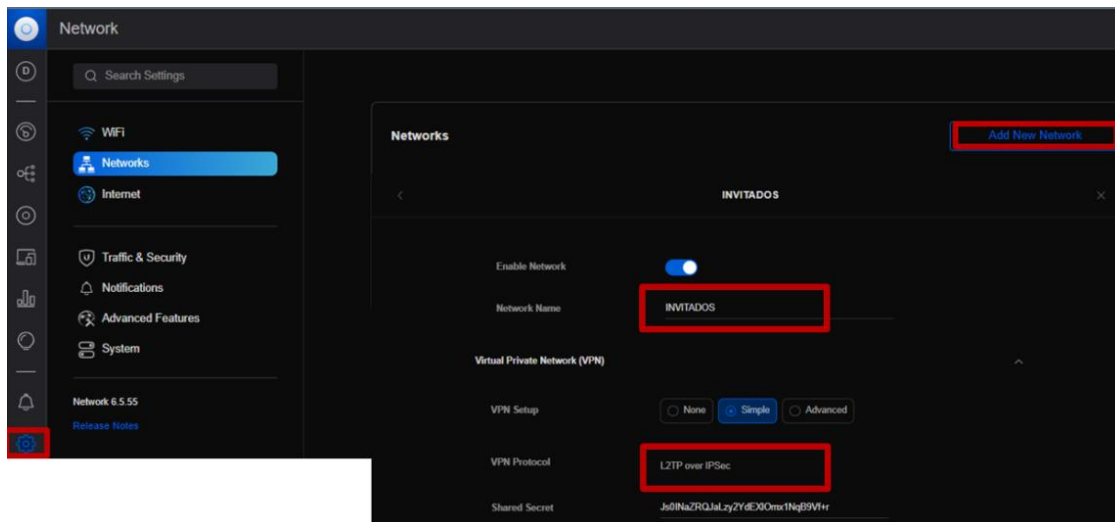 Network
D
Search Settings
WiFi
Networks
Internet
Traffic & Security
Notifications
Advanced Features
System
Network 6.5.55
Release Notes
Networks
Add New Network
INVITADOS
Enable Network
Network Name
INVITADOS
Virtual Private Network (VPN)
VPN Setup
None
Simple
Advanced
VPN Protocol
L2TP over IPSec
Shared Secret